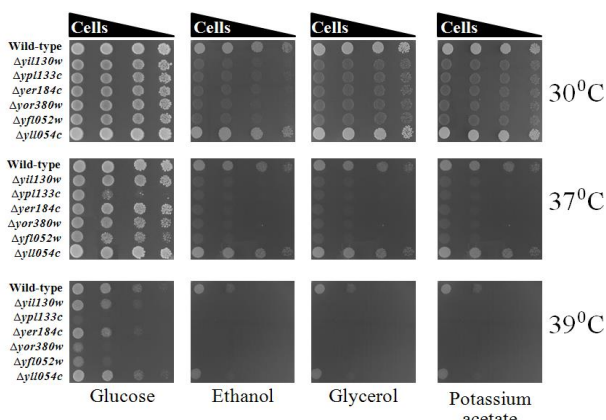 Cells Cells Cells Cells
Wild-type
Δyil130w
Δypl133c
Δyer184c
Δyor380w
Δyfl052w
Δyll054c
30⁰C
Wild-type
Δyil130w
Δypl133c
Δyer184c
Δyor380w
Δyfl052w
Δyll054c
37⁰C
Wild-type
Δyil130w
Δypl133c
Δyer184c
Δyor380w
Δyfl052w
Δyll054c
39⁰C
Glucose Ethanol Glycerol Potassium
acetate